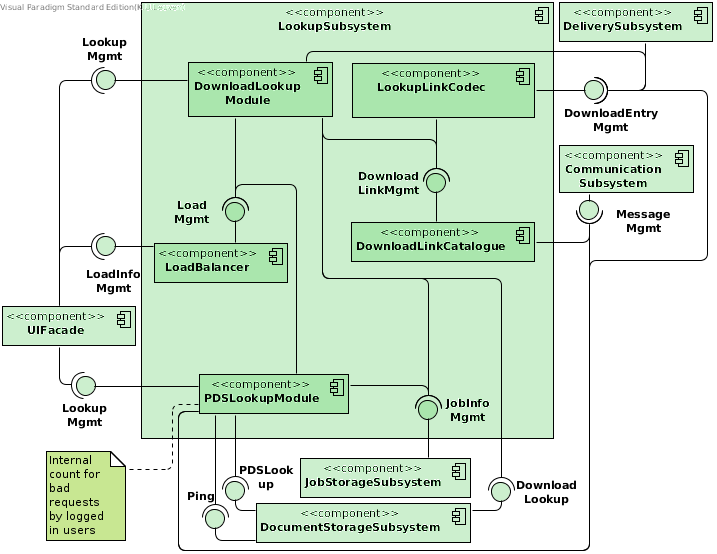 Visual Paradigm Standard Edition(K
<<component>>
LookupSubsystem
<<component>>
DeliverySubsystem
Lookup
Mgmt
<<component>>
DownloadLookup
Module
<<component>>
LookupLinkCodec
DownloadEntry
Mgmt
<<component>>
Communication
Subsystem
Download
LinkMgmt
Load
Mgmt
Message
Mgmt
<<component>>
DownloadLinkCatalogue
<<component>>
LoadBalancer
LoadInfo
Mgmt
<<component>>
UIFacade
<<component>>
PDSLookupModule
Lookup
Mgmt
JobInfo
Mgmt
Internal
count for
bad
requests
by logged
in users
<<component>>
JobStorageSubsystem
PDSLook
up
Ping
Download
Lookup
<<component>>
DocumentStorageSubsystem